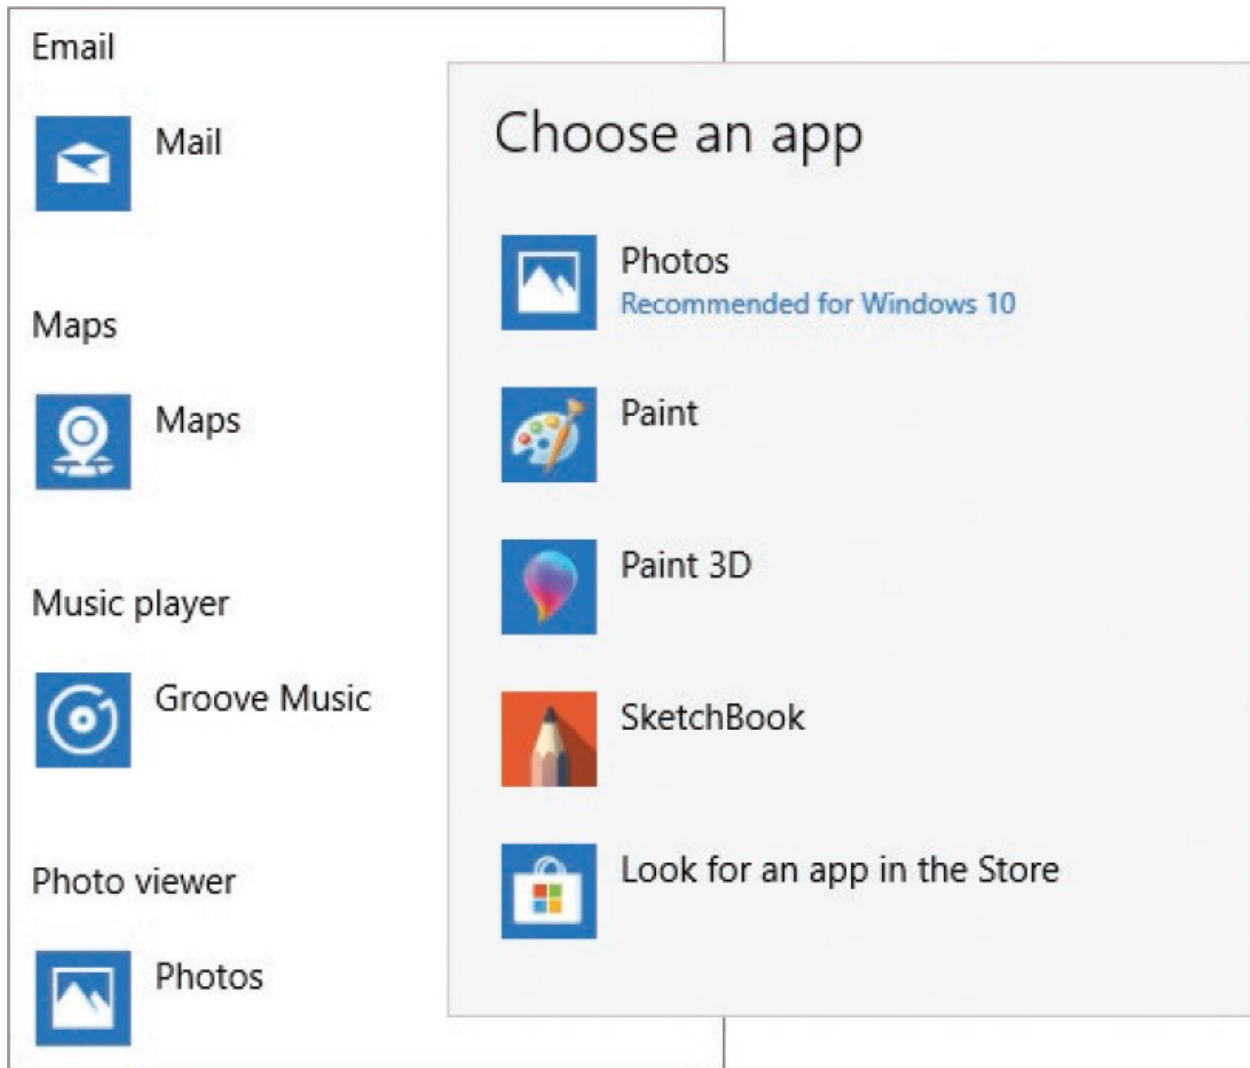 Email
Mail
Maps
Maps
Music player
Groove Music
Photo viewer
Photos
Choose an app
Photos
Recommended for Windows 10
Paint
Paint 3D
SketchBook
Look for an app in the Store